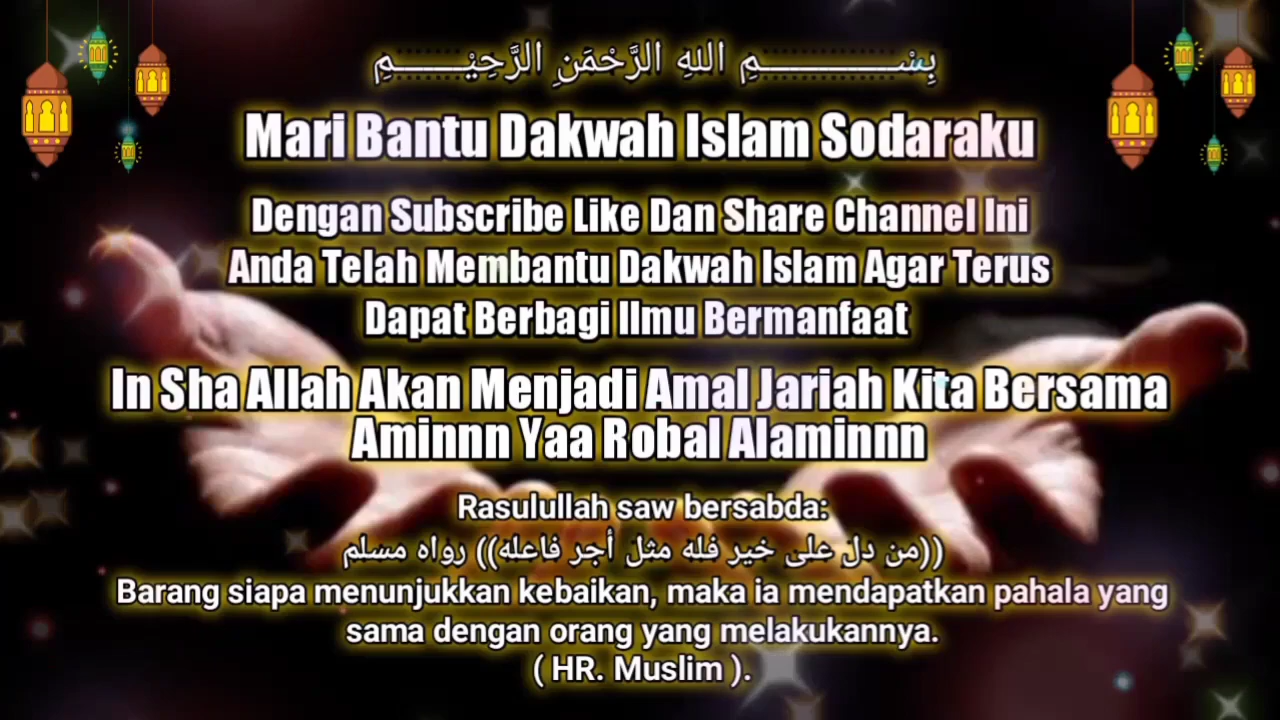 بِسْــــــــــــمِ اللهِ الرَّحْمَنِ الرَّحِيْـــــمِ
Mari Bantu Dakwah Islam Sodaraku
Dengan Subscribe Like Dan Share Channel Ini
Anda Telah Membantu Dakwah Islam Agar Terus
Dapat Berbagi Ilmu Bermanfaat
In Sha Allah Akan Menjadi Amal Jariah Kita Bersama
Aminnn Yaa Robal Alaminnn
Rasulullah saw bersabda:
((من دل على خير فله مثل أجر فاعله)) رواه مسلم
Barang siapa menunjukkan kebaikan, maka ia mendapatkan pahala yang
sama dengan orang yang melakukannya.
( HR. Muslim ).